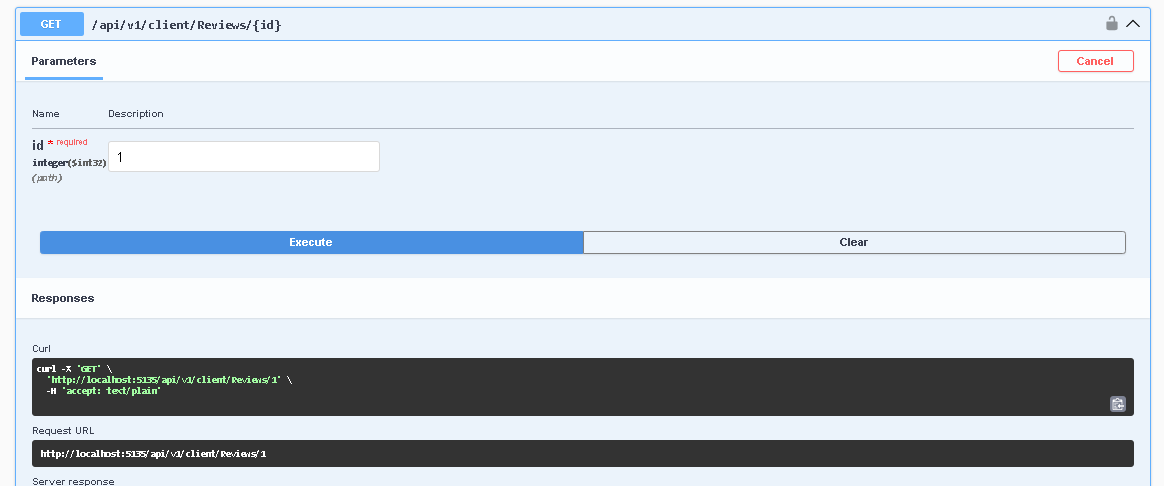 GET /api/v1/client/Reviews/{id}
Parameters
Cancel
Name Description
id * required
integer($int32)
(path)
1
Execute
Clear
Responses
Curl
curl -X 'GET' \
'http://localhost:5135/api/v1/client/Reviews/1' \
-H 'accept: text/plain'
Request URL
http://localhost:5135/api/v1/client/Reviews/1
Server response